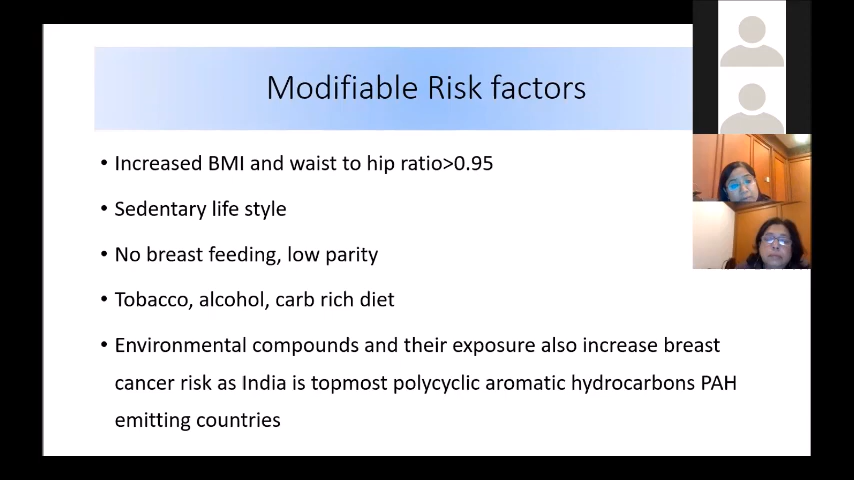 Modifiable Risk factors
• Increased BMI and waist to hip ratio>0.95
• Sedentary life style
• No breast feeding, low parity
• Tobacco, alcohol, carb rich diet
• Environmental compounds and their exposure also increase breast
cancer risk as India is topmost polycyclic aromatic hydrocarbons PAH
emitting countries